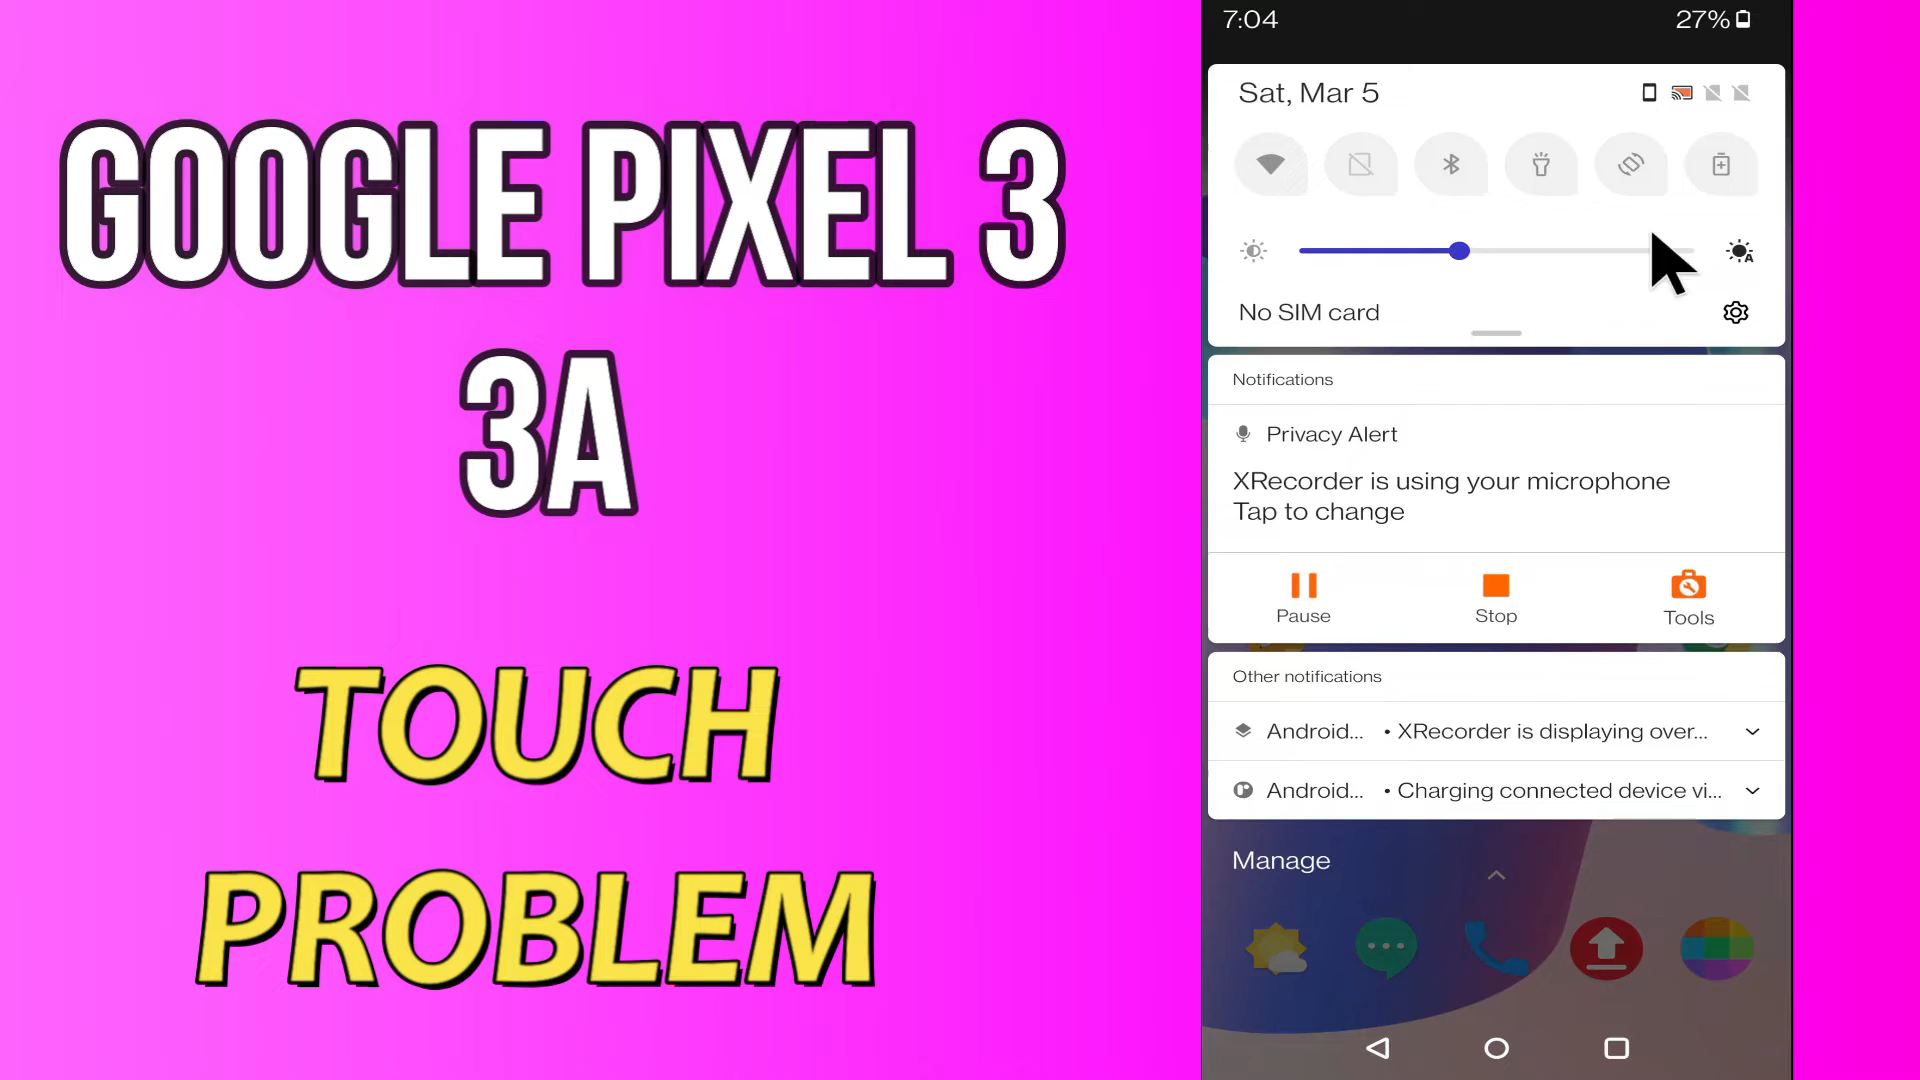 GOOGLE PIXEL 3
3A
TOUCH
PROBLEM
7:04
27%
Sat, Mar 5
A
No SIM card
Notifications
Privacy Alert
XRecorder is using your microphone
Tap to change
Pause
Stop
Tools
Other notifications
Android... • XRecorder is displaying over...
Android... • Charging connected device vi...
Manage